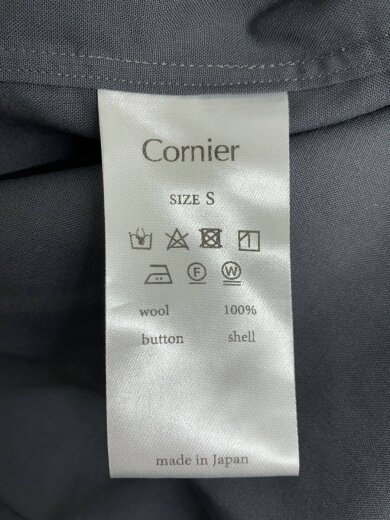 Cornier
SIZE S
F W
wool 100%
button shell
made in Japan